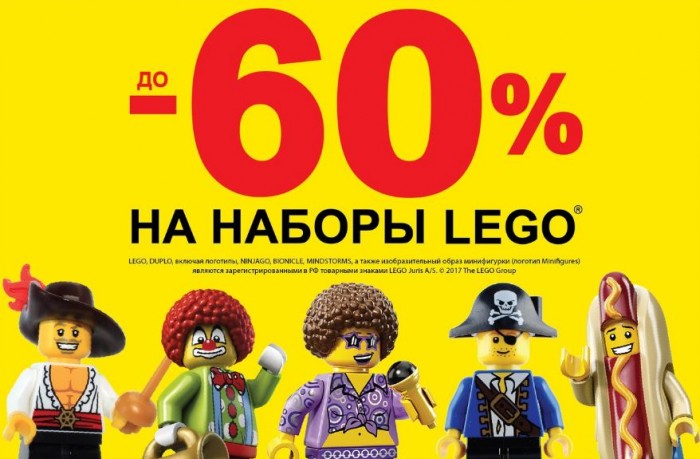 ДО
-60%
НА НАБОРЫ LEGO®
LEGO, DUPLO, включая логотипы, NINJAGO, BIONICLE, MINDSTORMS, а также изобразительный образ минифигурки (логотип Minifigures)
являются зарегистрированными в РФ товарными знаками LEGO Juris A/S. © 2017 The LEGO Group